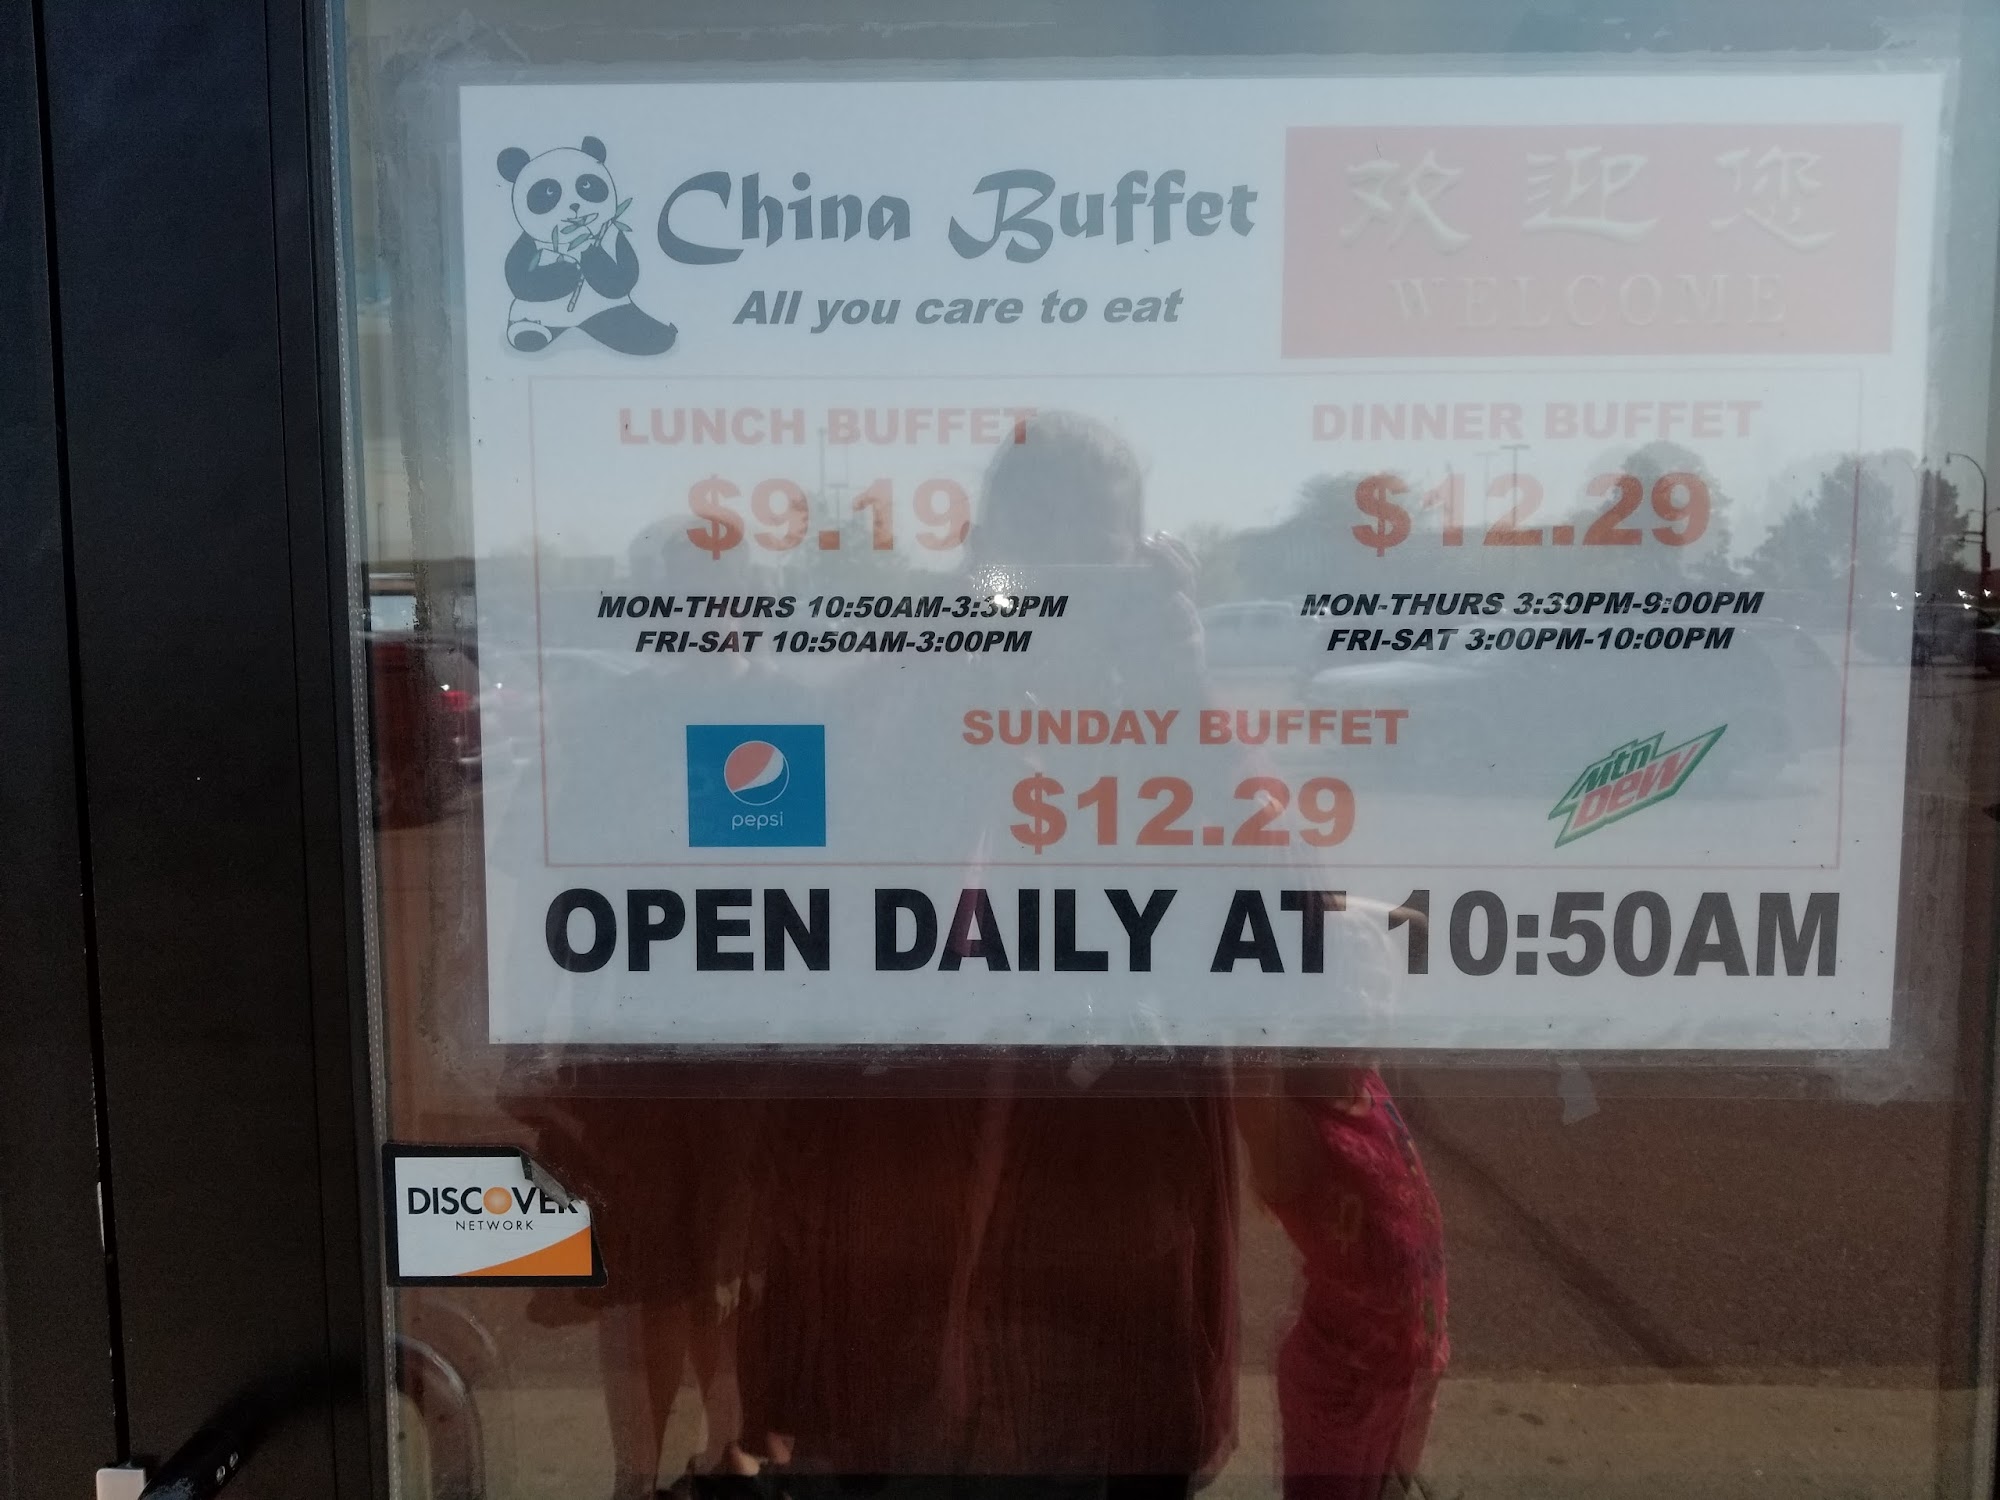 China Buffet
All you care to eat
欢迎您
WELCOME
LUNCH BUFFET
$9.19
MON-THURS 10:50AM-3:30PM
FRI-SAT 10:50AM-3:00PM
DINNER BUFFET
$12.29
MON-THURS 3:30PM-9:00PM
FRI-SAT 3:00PM-10:00PM
pepsi
SUNDAY BUFFET
$12.29
Mtn
DEW
OPEN DAILY AT 10:50AM
DISCOVER
NETWORK